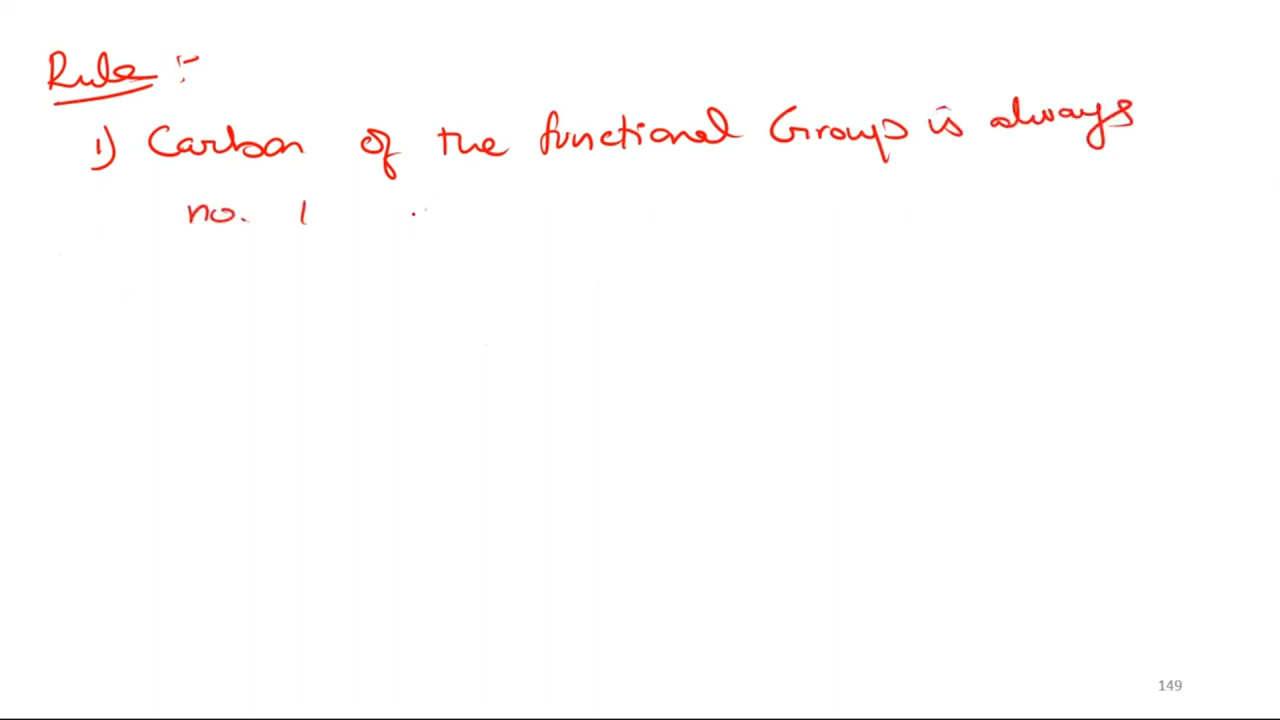 Rule :-
1) Carbon of the functional Group is always
no. 1
149